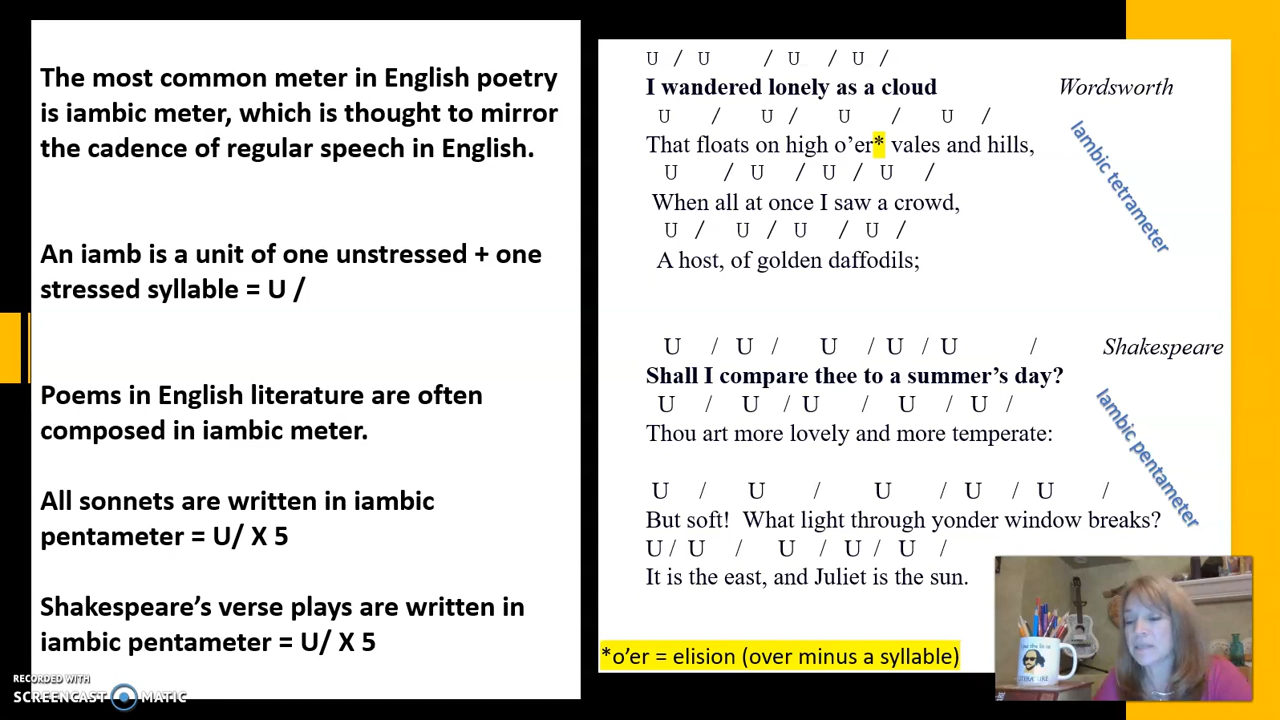 The most common meter in English poetry
is iambic meter, which is thought to mirror
the cadence of regular speech in English.
An iamb is a unit of one unstressed + one
stressed syllable = U /
Poems in English literature are often
composed in iambic meter.
All sonnets are written in iambic
pentameter = U/ X 5
Shakespeare’s verse plays are written in
iambic pentameter = U/ X 5
U / U / U / U /
I wandered lonely as a cloud
Wordsworth
U / U / U / U /
That floats on high o’er* vales and hills,
U / U / U / U /
When all at once I saw a crowd,
U / U / U / U /
A host, of golden daffodils;
Iambic tetrameter
U / U / U / U / U /
Shall I compare thee to a summer’s day?
Shakespeare
U / U / U / U / U /
Thou art more lovely and more temperate:
U / U / U / U / U /
But soft! What light through yonder window breaks?
U / U / U / U / U /
It is the east, and Juliet is the sun.
Iambic pentameter
*o’er = elision (over minus a syllable)
RECORDED WITH
SCREENCAST MATIC